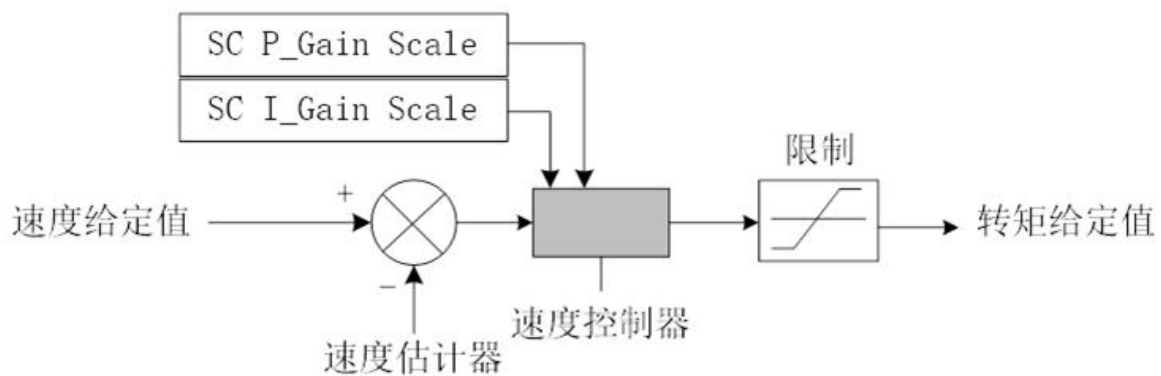 SC P_Gain Scale
SC I_Gain Scale
限制
+
速度给定值
转矩给定值
−
速度控制器
速度估计器